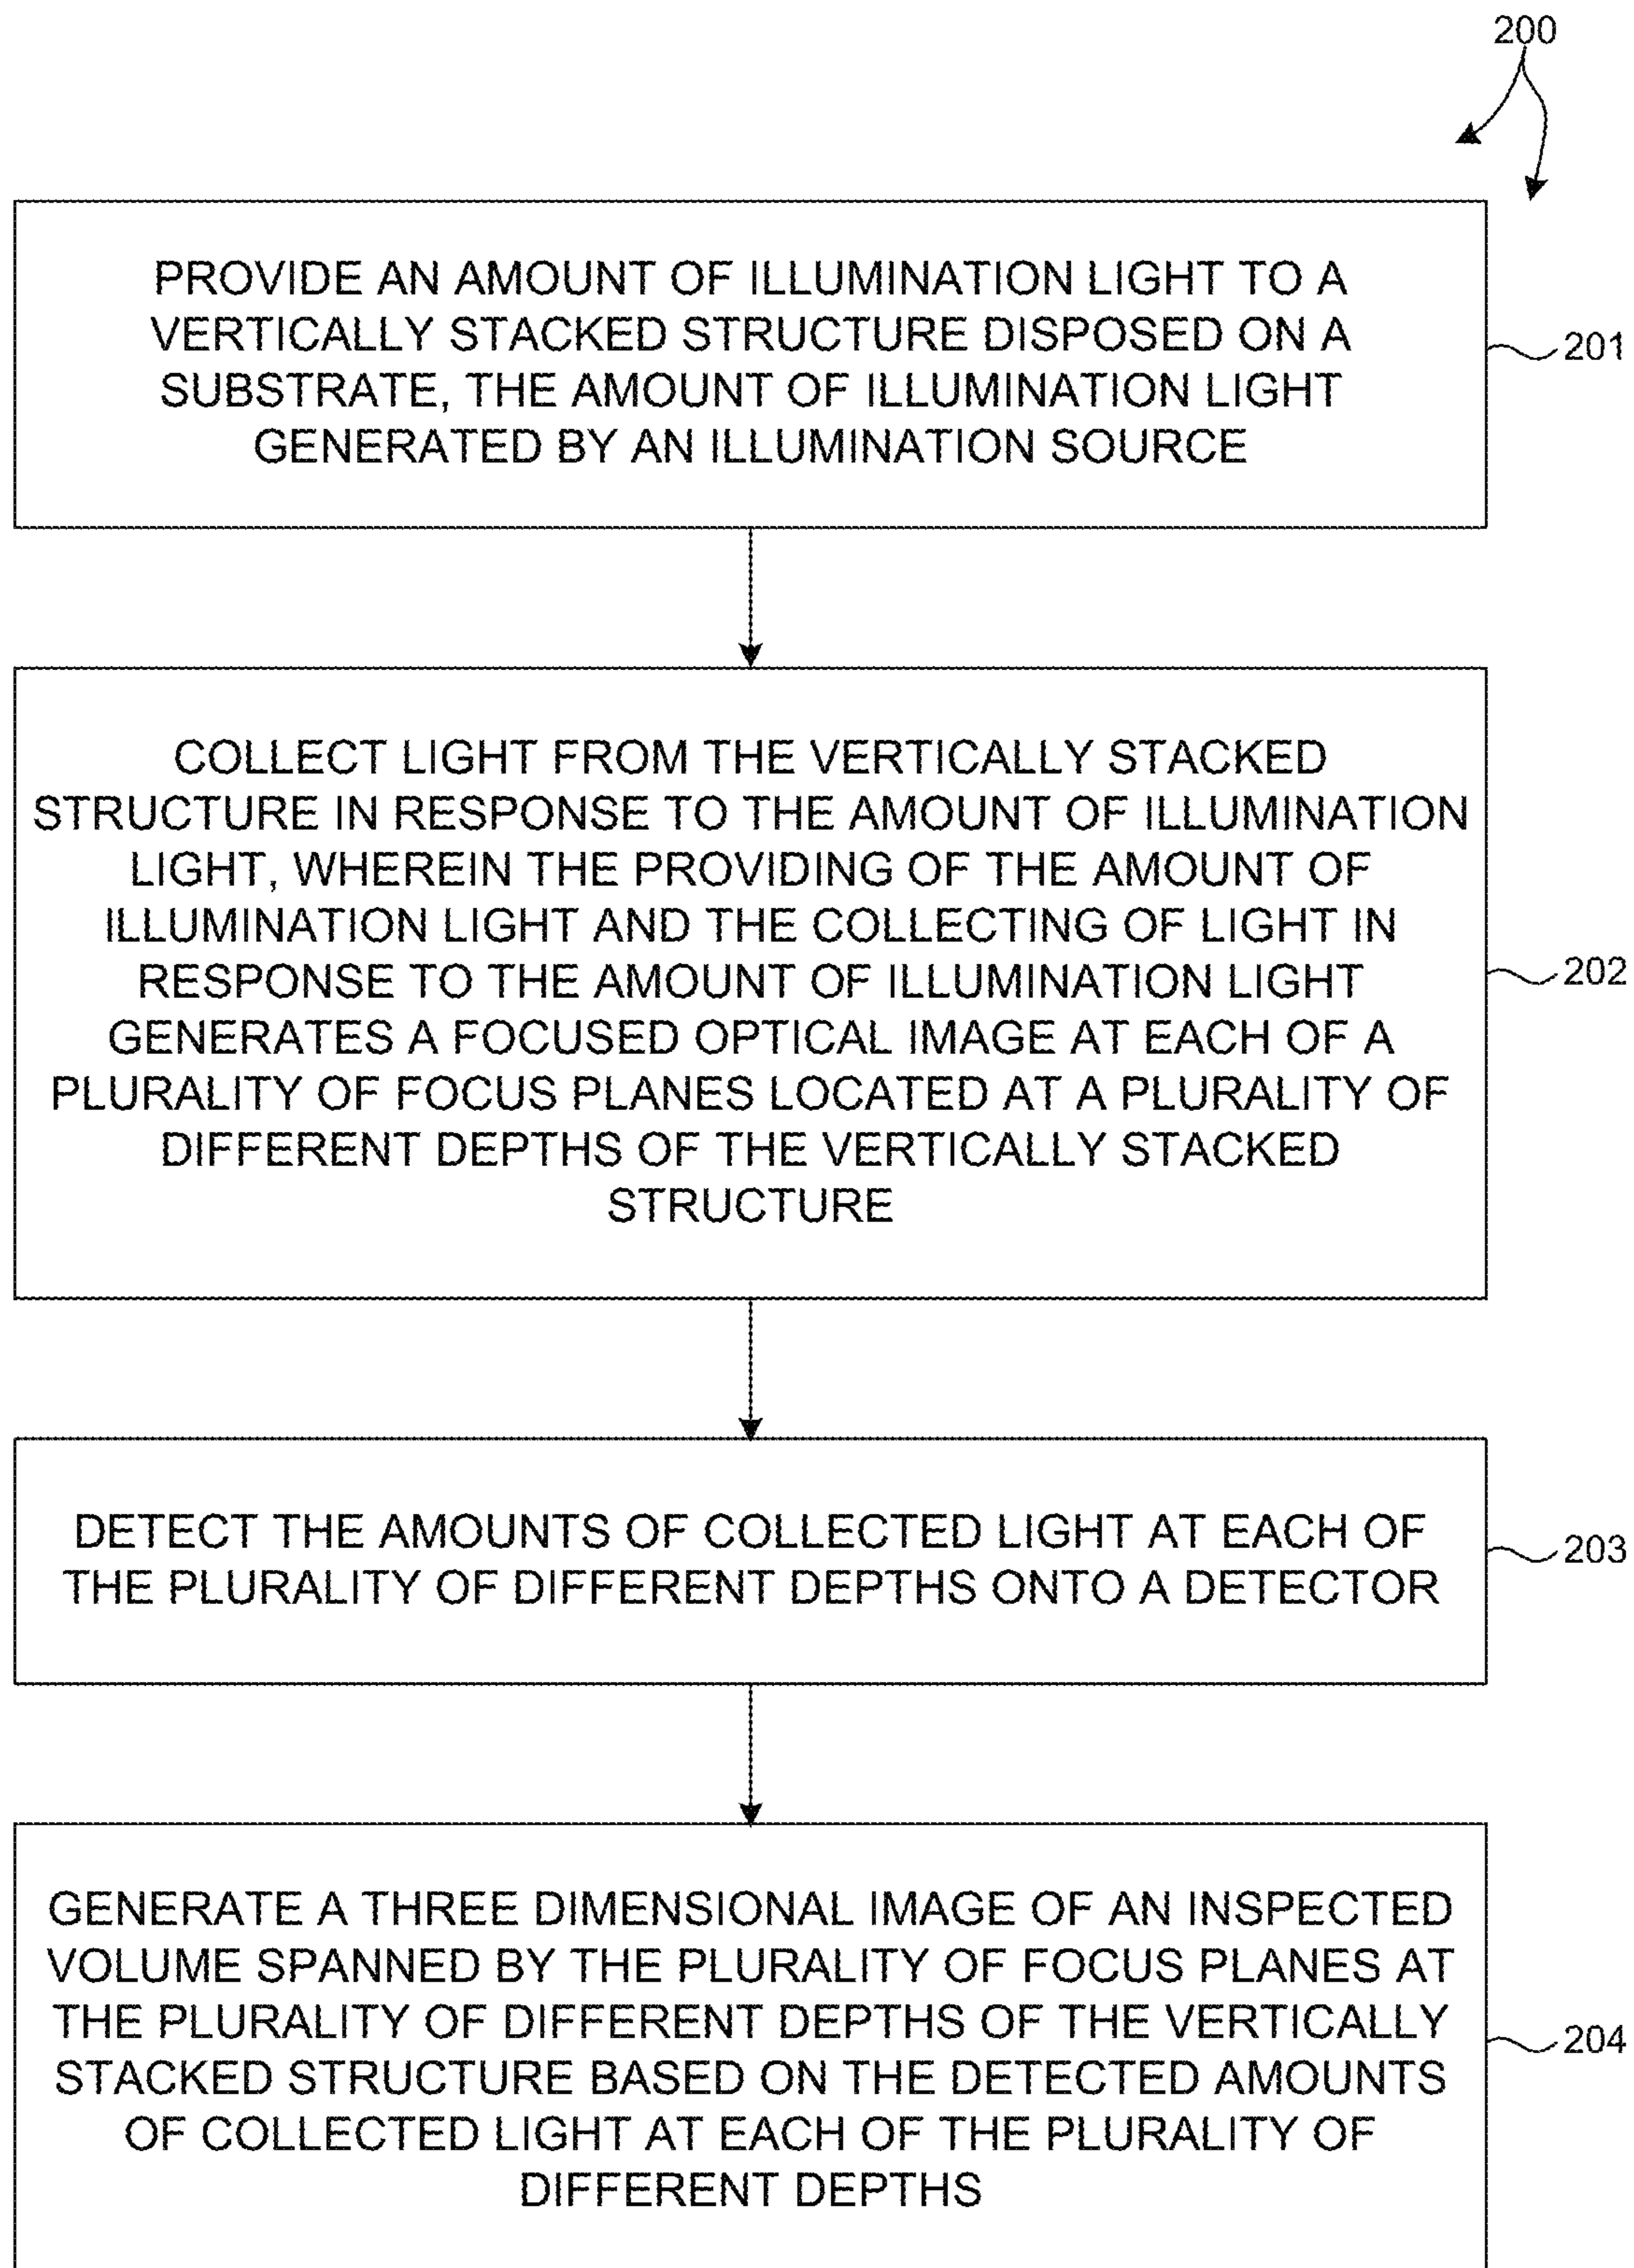 200
PROVIDE AN AMOUNT OF ILLUMINATION LIGHT TO A
VERTICALLY STACKED STRUCTURE DISPOSED ON A
SUBSTRATE, THE AMOUNT OF ILLUMINATION LIGHT
GENERATED BY AN ILLUMINATION SOURCE
201
COLLECT LIGHT FROM THE VERTICALLY STACKED
STRUCTURE IN RESPONSE TO THE AMOUNT OF ILLUMINATION
LIGHT, WHEREIN THE PROVIDING OF THE AMOUNT OF
ILLUMINATION LIGHT AND THE COLLECTING OF LIGHT IN
RESPONSE TO THE AMOUNT OF ILLUMINATION LIGHT
GENERATES A FOCUSED OPTICAL IMAGE AT EACH OF A
PLURALITY OF FOCUS PLANES LOCATED AT A PLURALITY OF
DIFFERENT DEPTHS OF THE VERTICALLY STACKED
STRUCTURE
202
DETECT THE AMOUNTS OF COLLECTED LIGHT AT EACH OF
THE PLURALITY OF DIFFERENT DEPTHS ONTO A DETECTOR
203
GENERATE A THREE DIMENSIONAL IMAGE OF AN INSPECTED
VOLUME SPANNED BY THE PLURALITY OF FOCUS PLANES AT
THE PLURALITY OF DIFFERENT DEPTHS OF THE VERTICALLY
STACKED STRUCTURE BASED ON THE DETECTED AMOUNTS
OF COLLECTED LIGHT AT EACH OF THE PLURALITY OF
DIFFERENT DEPTHS
204